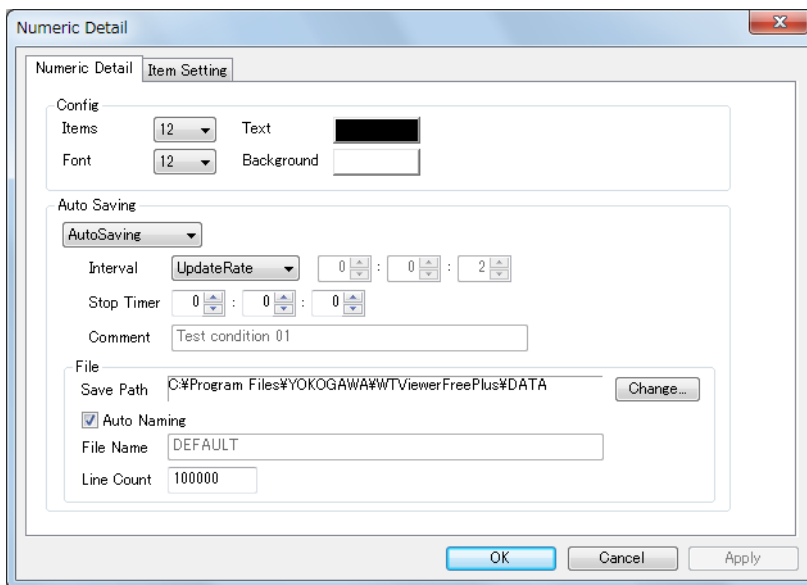 Numeric Detail
Numeric Detail Item Setting
Config
Items 12 Text
Font 12 Background
Auto Saving
AutoSaving
Interval UpdateRate 0 : 0 : 2
Stop Timer 0 : 0 : 0
Comment Test condition 01
File
Save Path C:¥Program Files¥YOKOGAWA¥WTViewerFreePlus¥DATA Change...
Auto Naming
File Name DEFAULT
Line Count 100000
OK Cancel Apply